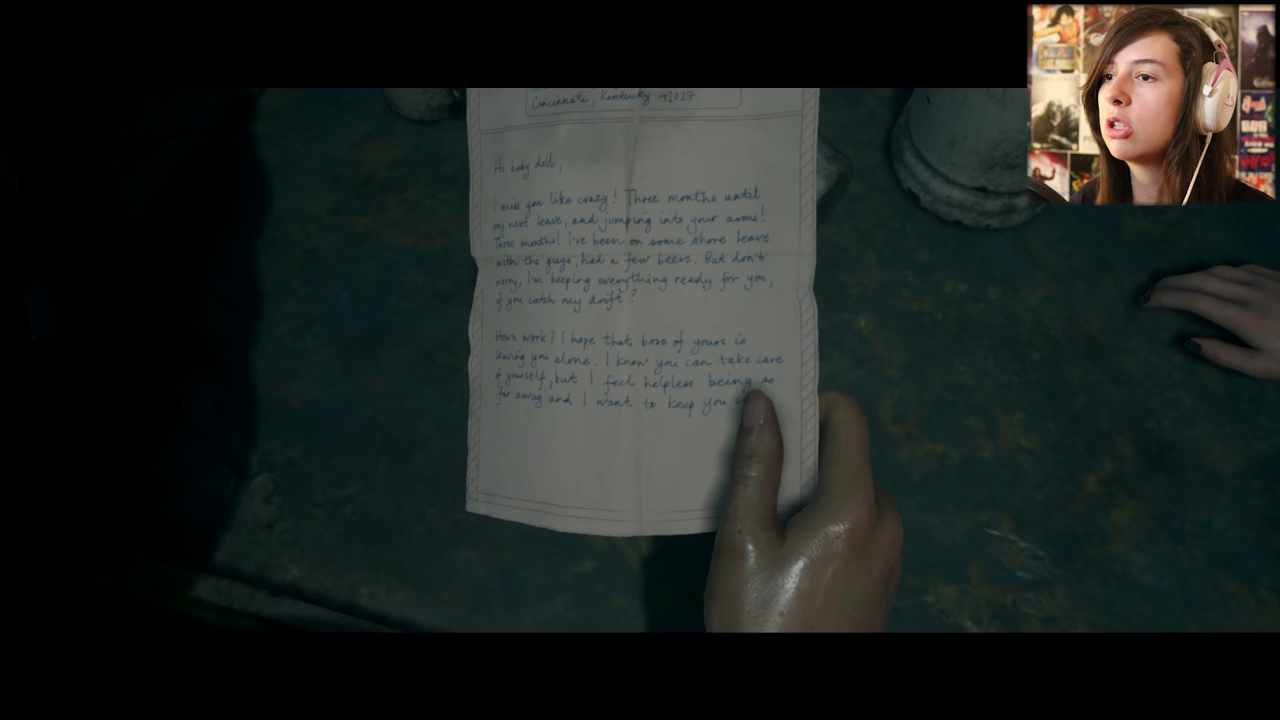 Cincinnati, Kentucky 41027
Hi baby doll,
I miss you like crazy! Three months until
my next leave, and jumping into your arms!
Three months! I've been on some shore leave
with the guys, had a few beers. But don't
worry, I'm keeping everything ready for you,
if you catch my drift?
How's work? I hope that boss of yours is
leaving you alone. I know you can take care
of yourself, but I feel helpless being so
far away and I want to keep you